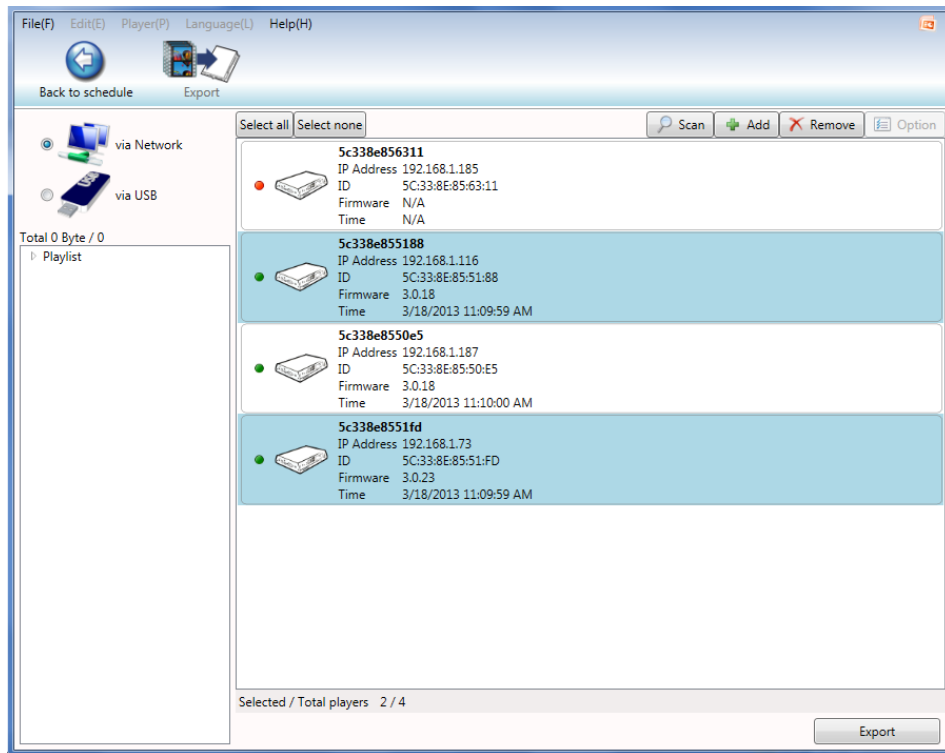 File(F) Edit(E) Player(P) Language(L) Help(H)
Back to schedule Export
via Network
via USB
Total 0 Byte / 0
Playlist
Select all Select none Scan Add Remove Option
5c338e856311
IP Address 192.168.1.185
ID 5C:33:8E:85:63:11
Firmware N/A
Time N/A
5c338e855188
IP Address 192.168.1.116
ID 5C:33:8E:85:51:88
Firmware 3.0.18
Time 3/18/2013 11:09:59 AM
5c338e8550e5
IP Address 192.168.1.187
ID 5C:33:8E:85:50:E5
Firmware 3.0.18
Time 3/18/2013 11:10:00 AM
5c338e8551fd
IP Address 192.168.1.73
ID 5C:33:8E:85:51:FD
Firmware 3.0.23
Time 3/18/2013 11:09:59 AM
Selected / Total players 2 / 4
Export